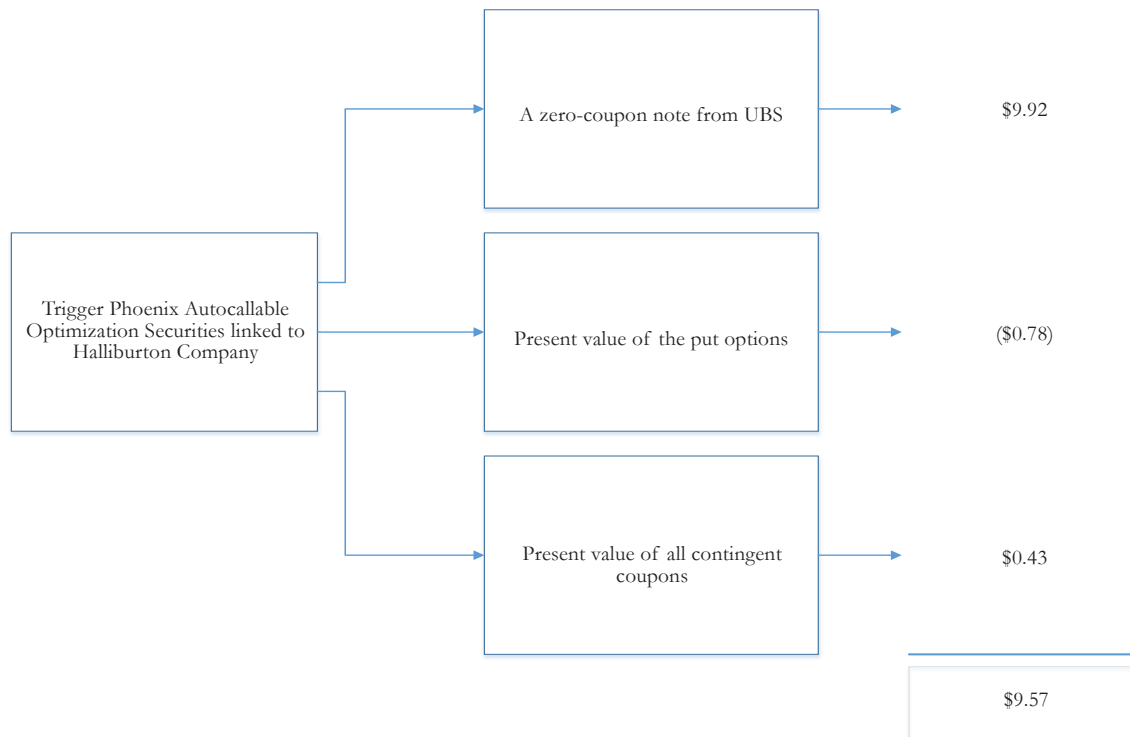 A zero-coupon note from UBS
$9.92
Trigger Phoenix Autocallable
Optimization Securities linked to
Halliburton Company
Present value of the put options
($0.78)
Present value of all contingent
coupons
$0.43
$9.57